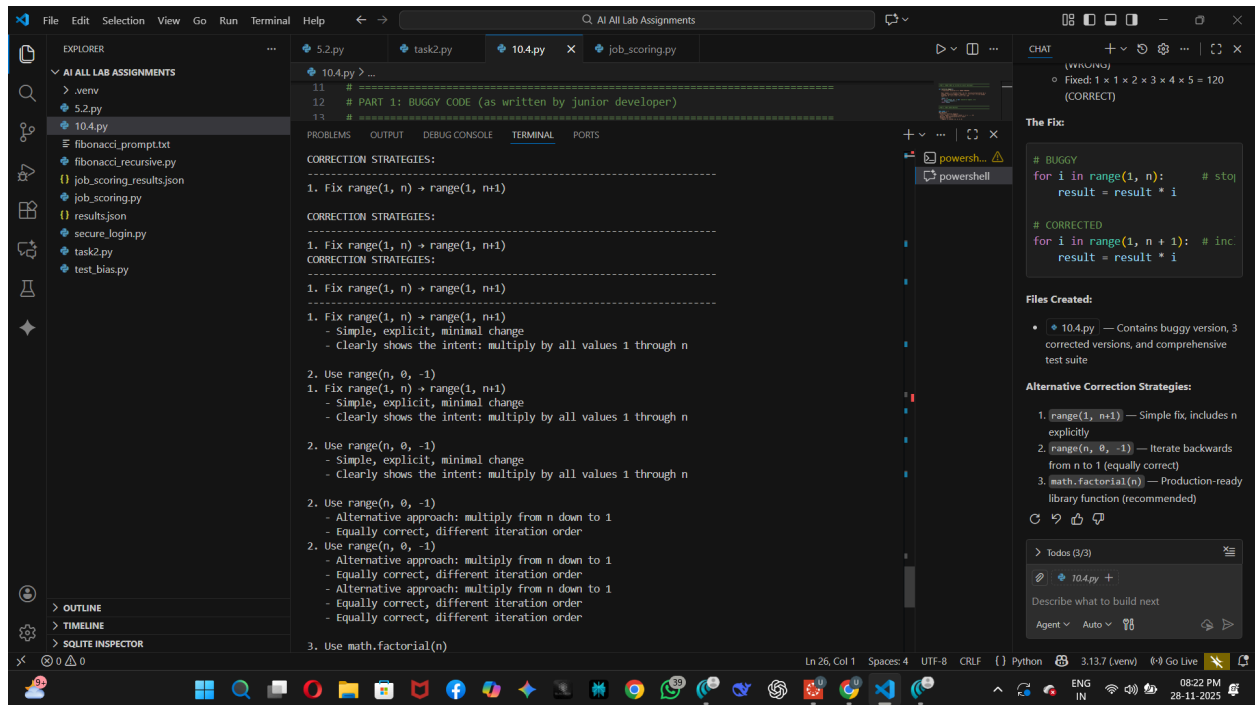 File Edit Selection View Go Run Terminal Help
AI All Lab Assignments
EXPLORER
AI ALL LAB ASSIGNMENTS
.venv
5.2.py
10.4.py
fibonacci_prompt.txt
fibonacci_recursive.py
job_scoring_results.json
job_scoring.py
results.json
secure_login.py
task2.py
test_bias.py
OUTLINE
TIMELINE
SQLITE INSPECTOR
5.2.py task2.py 10.4.py job_scoring.py
10.4.py > ...
11 # ==============================================================================
12 # PART 1: BUGGY CODE (as written by junior developer)
13 # ==============================================================================
PROBLEMS OUTPUT DEBUG CONSOLE TERMINAL PORTS
CORRECTION STRATEGIES:
--------------------------------------------------------------------------------
1. Fix range(1, n) → range(1, n+1)
CORRECTION STRATEGIES:
--------------------------------------------------------------------------------
1. Fix range(1, n) → range(1, n+1)
CORRECTION STRATEGIES:
--------------------------------------------------------------------------------
1. Fix range(1, n) → range(1, n+1)
--------------------------------------------------------------------------------
1. Fix range(1, n) → range(1, n+1)
- Simple, explicit, minimal change
- Clearly shows the intent: multiply by all values 1 through n
2. Use range(n, 0, -1)
1. Fix range(1, n) → range(1, n+1)
- Simple, explicit, minimal change
- Clearly shows the intent: multiply by all values 1 through n
2. Use range(n, 0, -1)
- Simple, explicit, minimal change
- Clearly shows the intent: multiply by all values 1 through n
2. Use range(n, 0, -1)
- Alternative approach: multiply from n down to 1
- Equally correct, different iteration order
2. Use range(n, 0, -1)
- Alternative approach: multiply from n down to 1
- Equally correct, different iteration order
- Alternative approach: multiply from n down to 1
- Equally correct, different iteration order
- Equally correct, different iteration order
3. Use math.factorial(n)
powersh...
powershell
CHAT
(WRONG)
Fixed: 1 × 1 × 2 × 3 × 4 × 5 = 120
(CORRECT)
The Fix:
# BUGGY
for i in range(1, n): # stop
result = result * i
# CORRECTED
for i in range(1, n + 1): # inc
result = result * i
Files Created:
• 10.4.py — Contains buggy version, 3
corrected versions, and comprehensive
test suite
Alternative Correction Strategies:
1. range(1, n+1) — Simple fix, includes n
explicitly
2. range(n, 0, -1) — Iterate backwards
from n to 1 (equally correct)
3. math.factorial(n) — Production-ready
library function (recommended)
Todos (3/3)
10.4.py
Describe what to build next
Agent Auto
0 0 Ln 26, Col 1 Spaces: 4 UTF-8 CRLF {} Python 3.13.7 (.venv) Go Live
9+ 39 ENG 08:22 PM
IN 28-11-2025